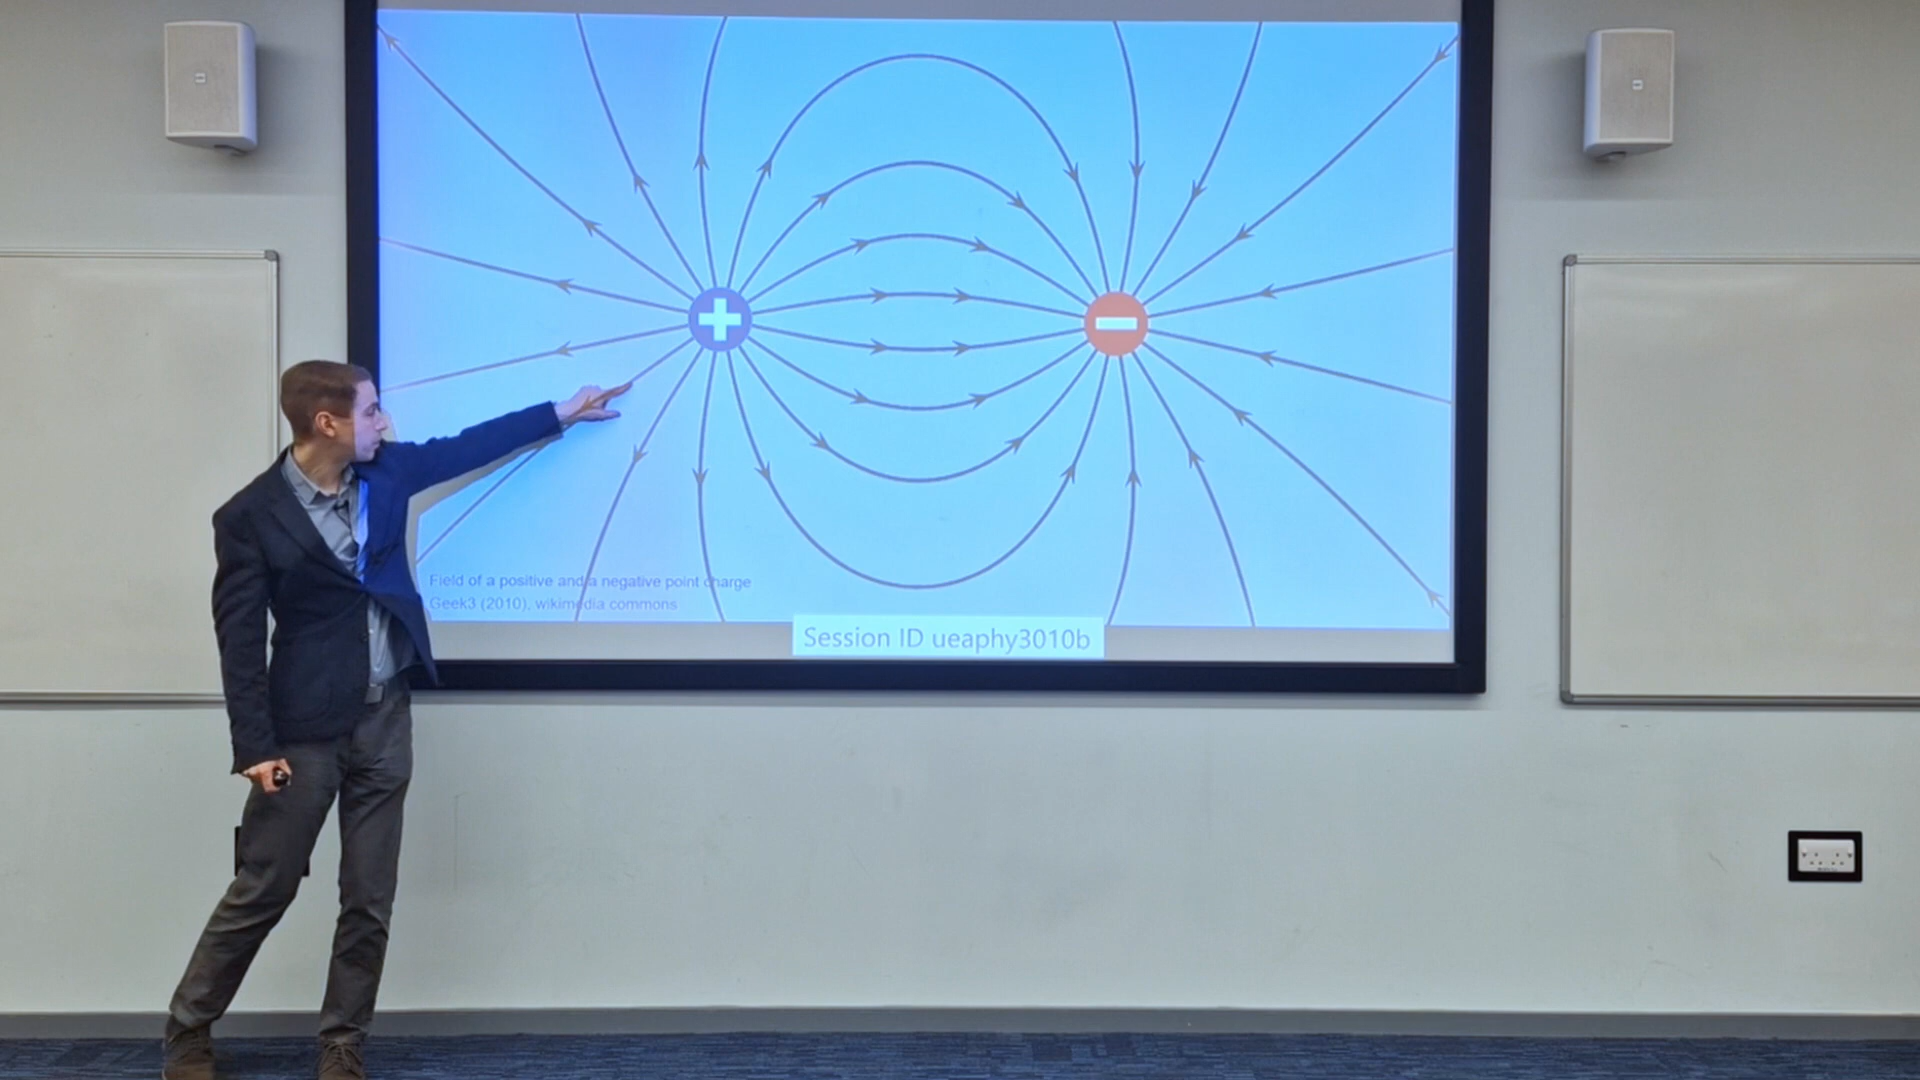 Field of a positive and a negative point charge
Geek3 (2010), wikimedia commons
Session ID ueaphy3010b